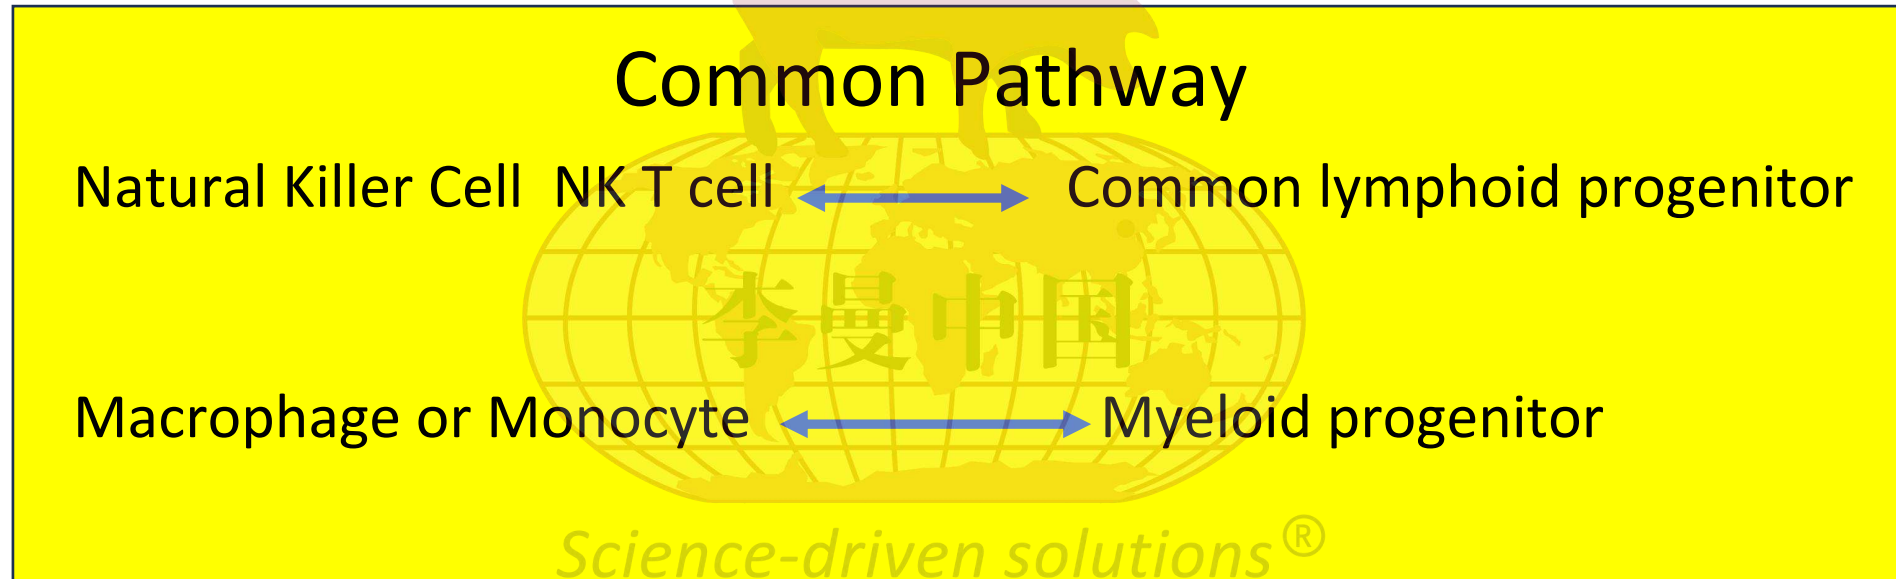 Common Pathway
Natural Killer Cell  NK T cell Common lymphoid progenitor
李曼中国
Macrophage or Monocyte Myeloid progenitor
Science-driven solutions®